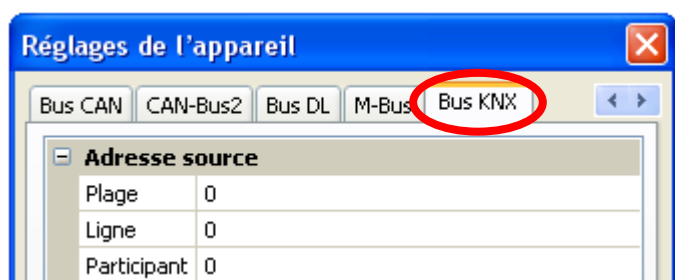 Réglages de l'appareil
Bus CAN CAN-Bus2 Bus DL M-Bus Bus KNX
Adresse source
Plage 0
Ligne 0
Participant 0